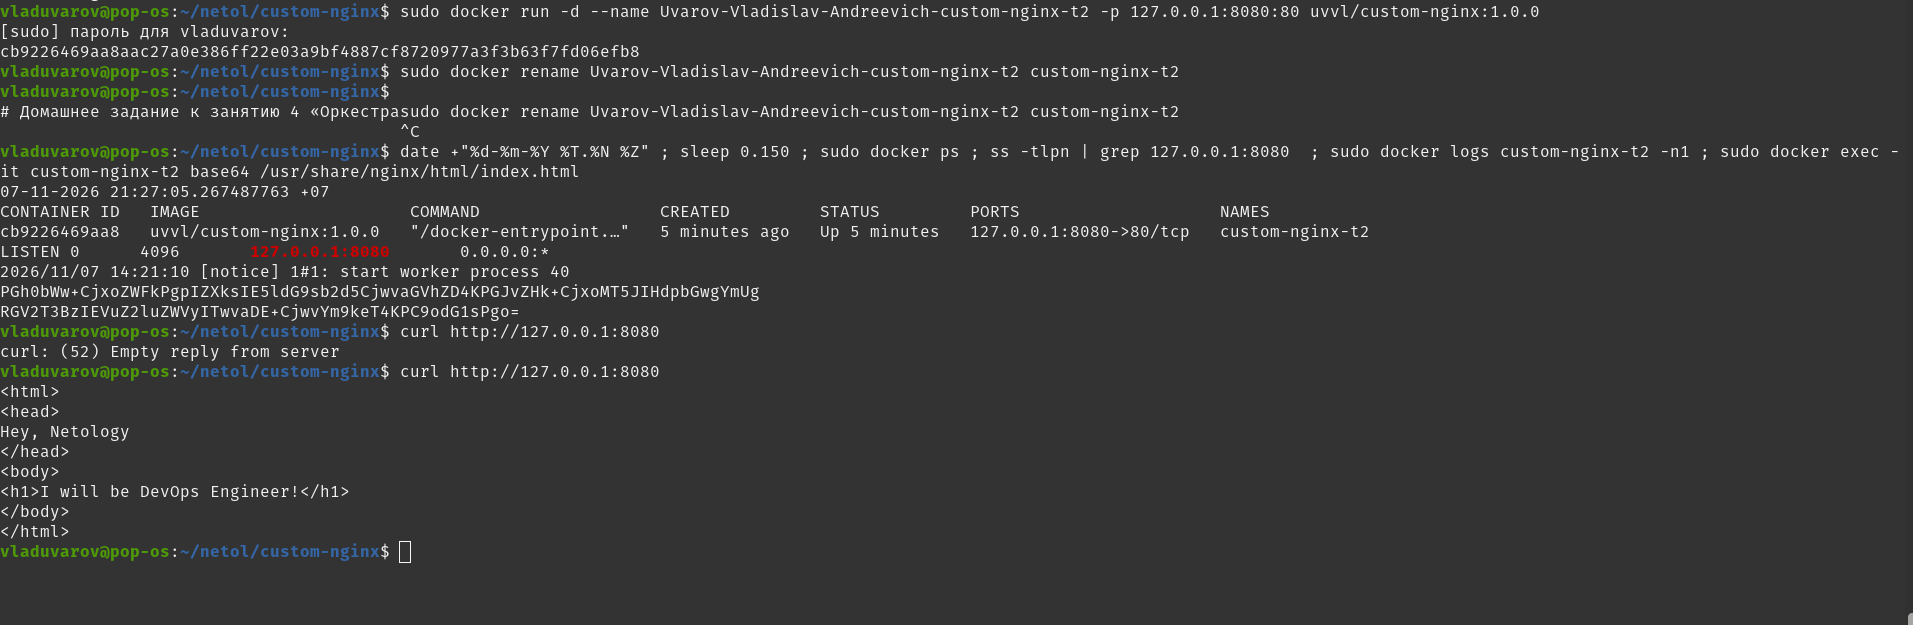 vladuvarov@pop-os:~/netol/custom-nginx$ sudo docker run -d --name Uvarov-Vladislav-Andreevich-custom-nginx-t2 -p 127.0.0.1:8080:80 uvvl/custom-nginx:1.0.0
[sudo] пароль для vladuvarov:
cb9226469aa8aac27a0e386ff22e03a9bf4887cf8720977a3f3b63f7fd06efb8
vladuvarov@pop-os:~/netol/custom-nginx$ sudo docker rename Uvarov-Vladislav-Andreevich-custom-nginx-t2 custom-nginx-t2
vladuvarov@pop-os:~/netol/custom-nginx$
# Домашнее задание к занятию 4 «Оркестраsudo docker rename Uvarov-Vladislav-Andreevich-custom-nginx-t2 custom-nginx-t2
^C
vladuvarov@pop-os:~/netol/custom-nginx$ date +"%d-%m-%Y %T.%N %Z" ; sleep 0.150 ; sudo docker ps ; ss -tlpn | grep 127.0.0.1:8080  ; sudo docker logs custom-nginx-t2 -n1 ; sudo docker exec -
it custom-nginx-t2 base64 /usr/share/nginx/html/index.html
07-11-2026 21:27:05.267487763 +07
CONTAINER ID   IMAGE                     COMMAND                  CREATED         STATUS         PORTS                    NAMES
cb9226469aa8   uvvl/custom-nginx:1.0.0   "/docker-entrypoint.…"   5 minutes ago   Up 5 minutes   127.0.0.1:8080->80/tcp   custom-nginx-t2
LISTEN 0      4096       127.0.0.1:8080       0.0.0.0:*
2026/11/07 14:21:10 [notice] 1#1: start worker process 40
PGh0bWw+CjxoZWFkPgpIZXksIE5ldG9sb2d5CjwvaGVhZD4KPGJvZHk+CjxoMT5JIHdpbGwgYmUg
RGV2T3BzIEVuZ2luZWVyITwvaDE+CjwvYm9keT4KPC9odG1sPgo=
vladuvarov@pop-os:~/netol/custom-nginx$ curl http://127.0.0.1:8080
curl: (52) Empty reply from server
vladuvarov@pop-os:~/netol/custom-nginx$ curl http://127.0.0.1:8080
<html>
<head>
Hey, Netology
</head>
<body>
<h1>I will be DevOps Engineer!</h1>
</body>
</html>
vladuvarov@pop-os:~/netol/custom-nginx$